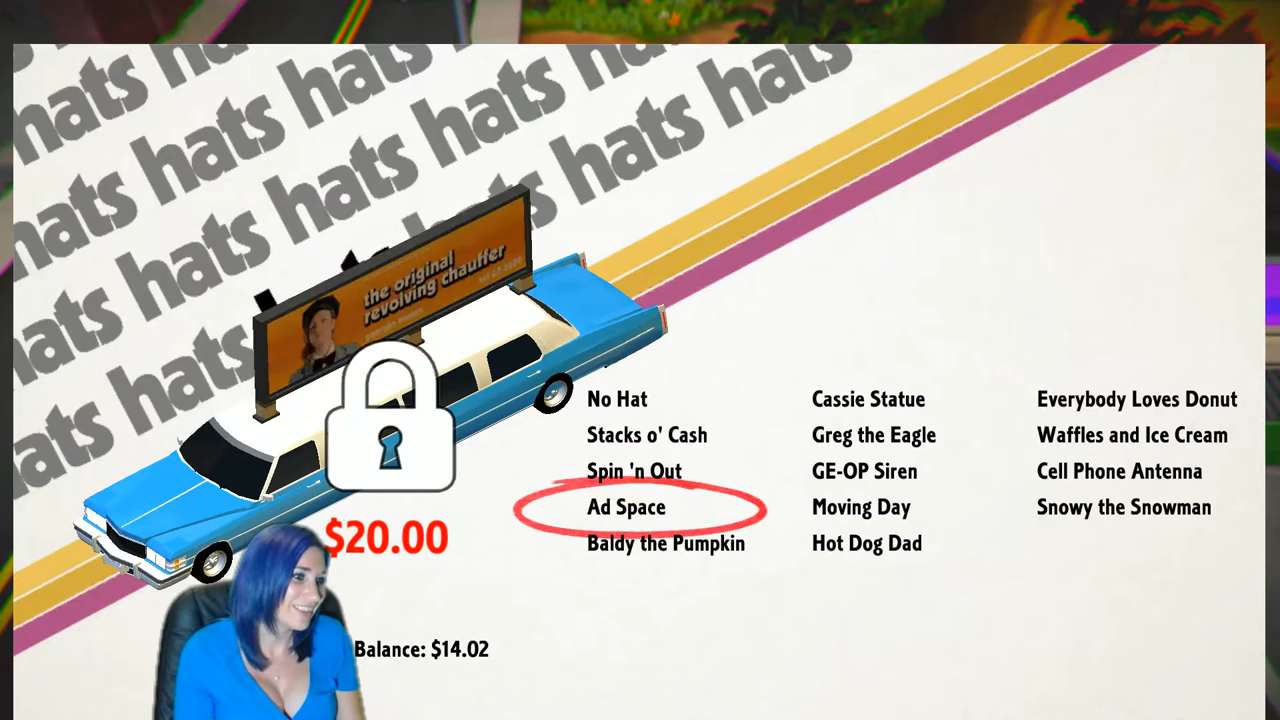 hats hats hats hats
hats hats hats hats hats
hats hats hats hats hats
hats hats hats hats
hats hats
the original
revolving chauffer
$20.00
Balance: $14.02
No Hat
Stacks o' Cash
Spin 'n Out
Ad Space
Baldy the Pumpkin
Cassie Statue
Greg the Eagle
GE-OP Siren
Moving Day
Hot Dog Dad
Everybody Loves Donut
Waffles and Ice Cream
Cell Phone Antenna
Snowy the Snowman